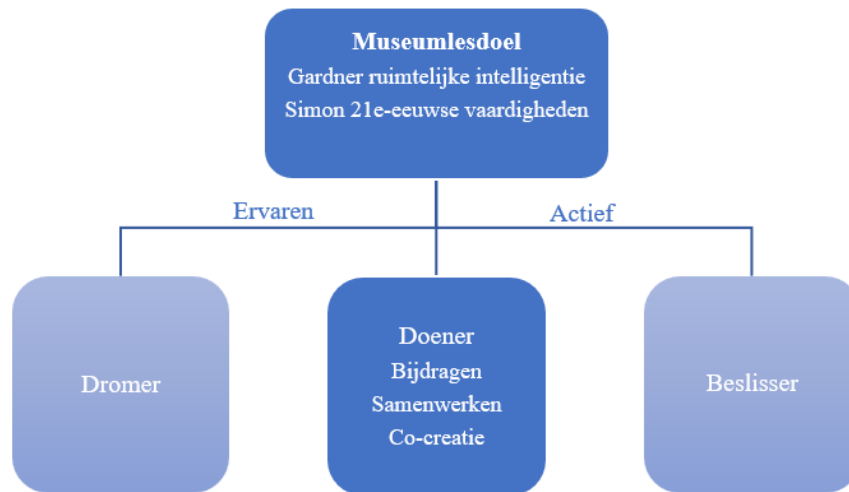 Museumlesdoel
Gardner ruimtelijke intelligentie
Simon 21e-eeuwse vaardigheden
Ervaren
Actief
Dromer
Doener
Bijdragen
Samenwerken
Co-creatie
Beslisser